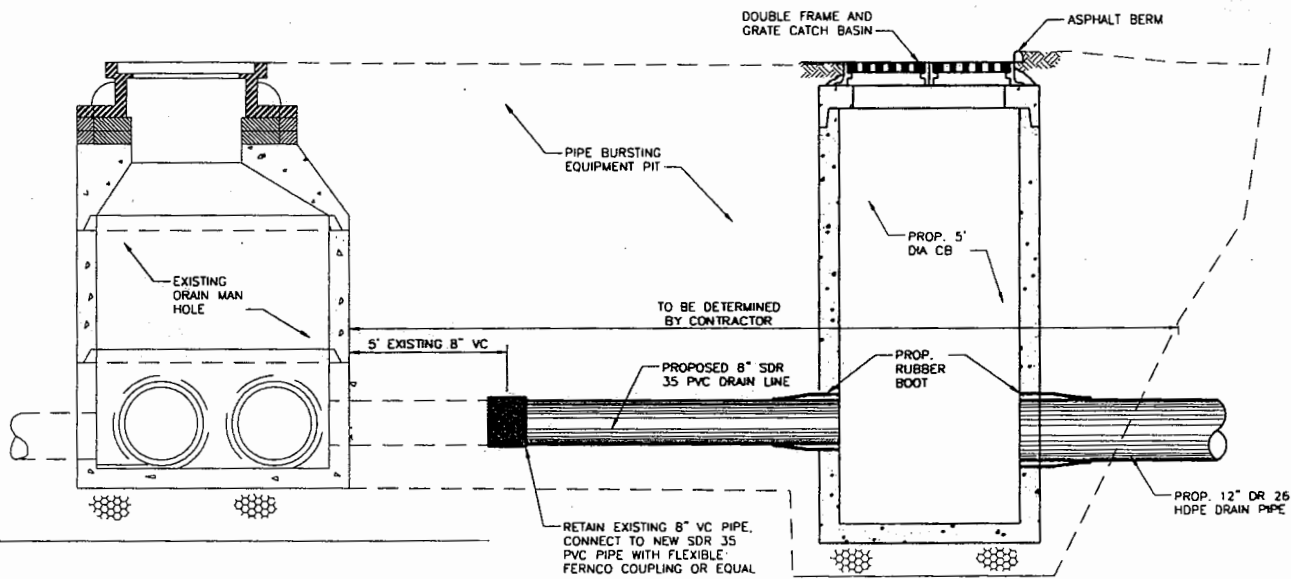 DOUBLE FRAME AND
GRATE CATCH BASIN
ASPHALT BERM
PIPE BURSTING
EQUIPMENT PIT
PROP. 5'
DIA CB
EXISTING
DRAIN MAN
HOLE
TO BE DETERMINED
BY CONTRACTOR
5' EXISTING 8" VC
PROPOSED 8" SDR
35 PVC DRAIN LINE
PROP.
RUBBER
BOOT
PROP. 12" DR 26
HDPE DRAIN PIPE
RETAIN EXISTING 8" VC PIPE,
CONNECT TO NEW SDR 35
PVC PIPE WITH FLEXIBLE
FERNCO COUPLING OR EQUAL